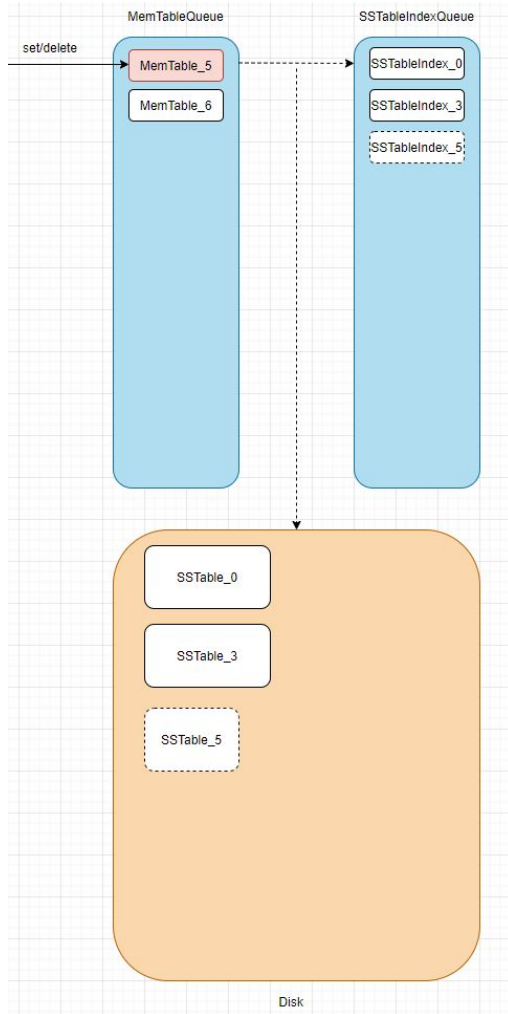 MemTableQueue
SSTableIndexQueue
set/delete
MemTable_5
SSTableIndex_0
MemTable_6
SSTableIndex_3
SSTableIndex_5
SSTable_0
SSTable_3
SSTable_5
Disk